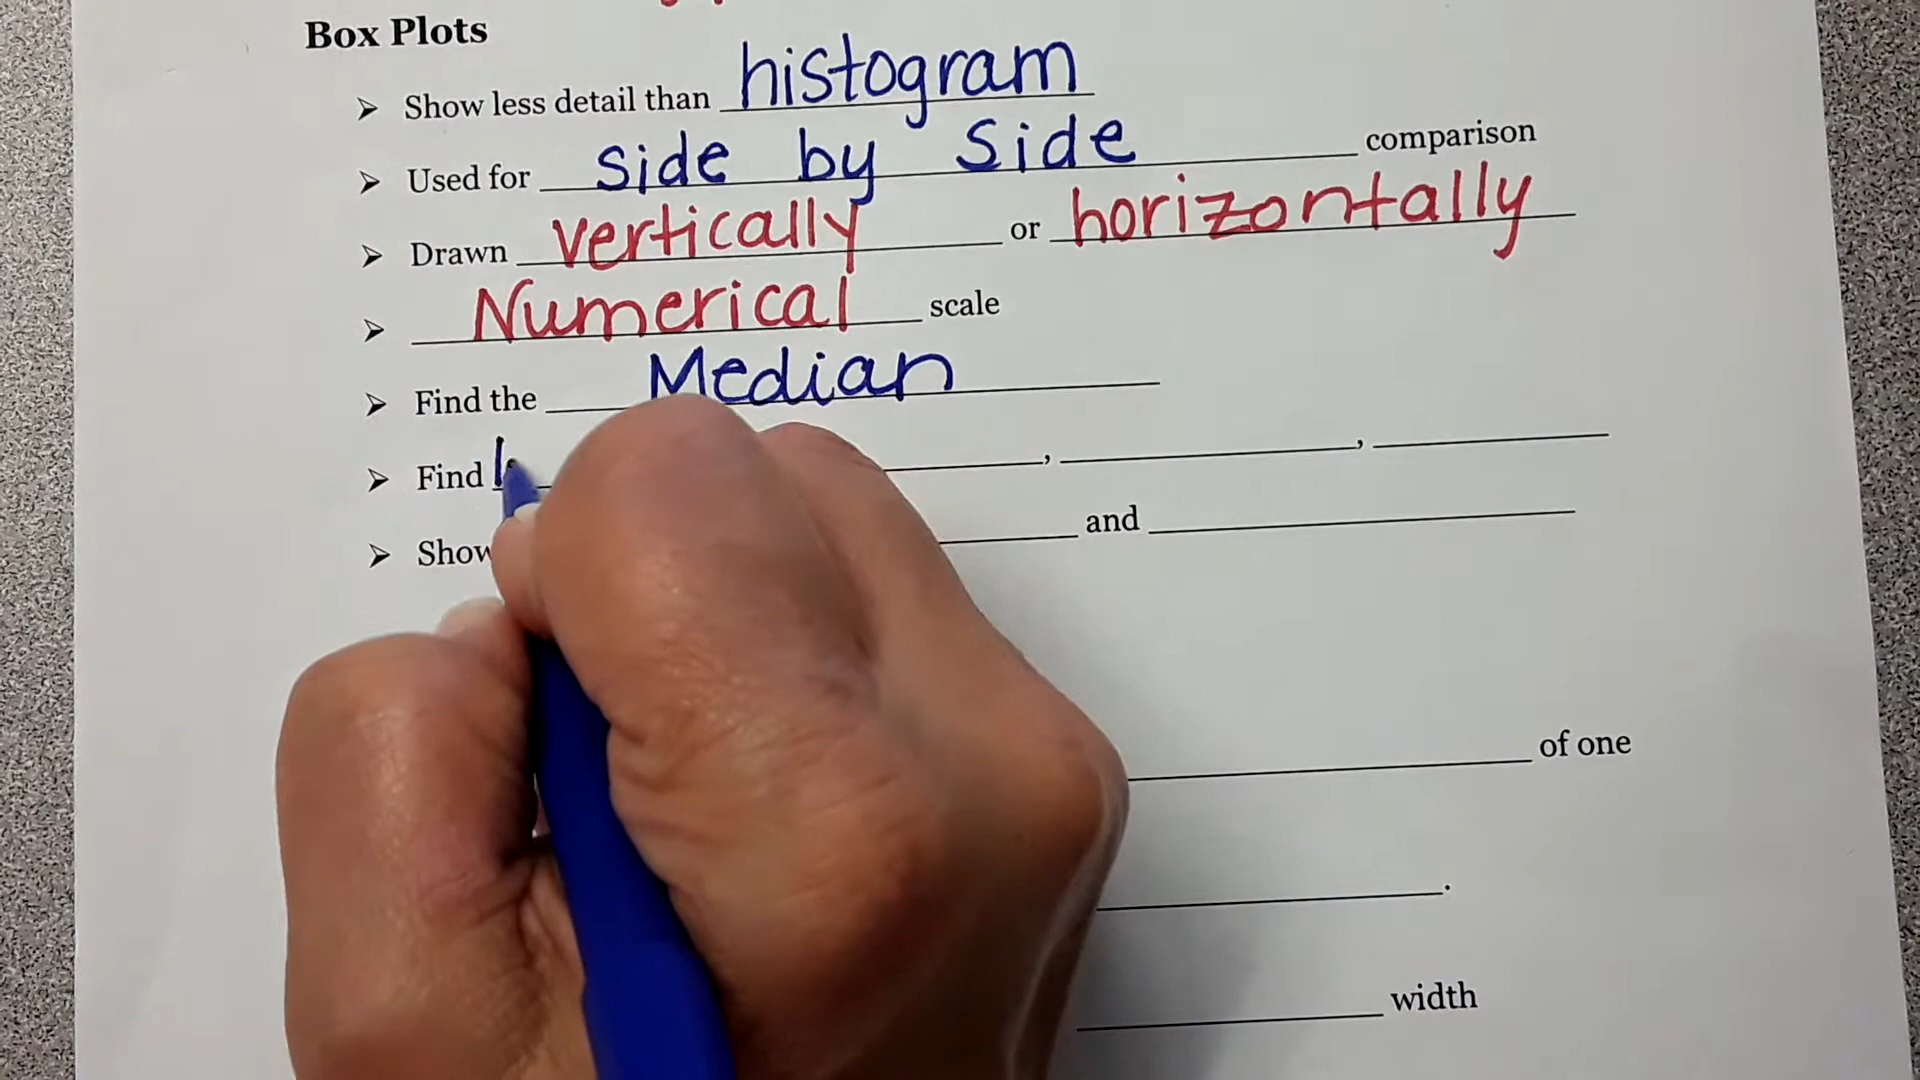 Box Plots
➤ Show less detail than histogram
➤ Used for side by Side comparison
➤ Drawn vertically or horizontally
➤ Numerical scale
➤ Find the Median
➤ Find , ,
➤ Show and
of one
.
width